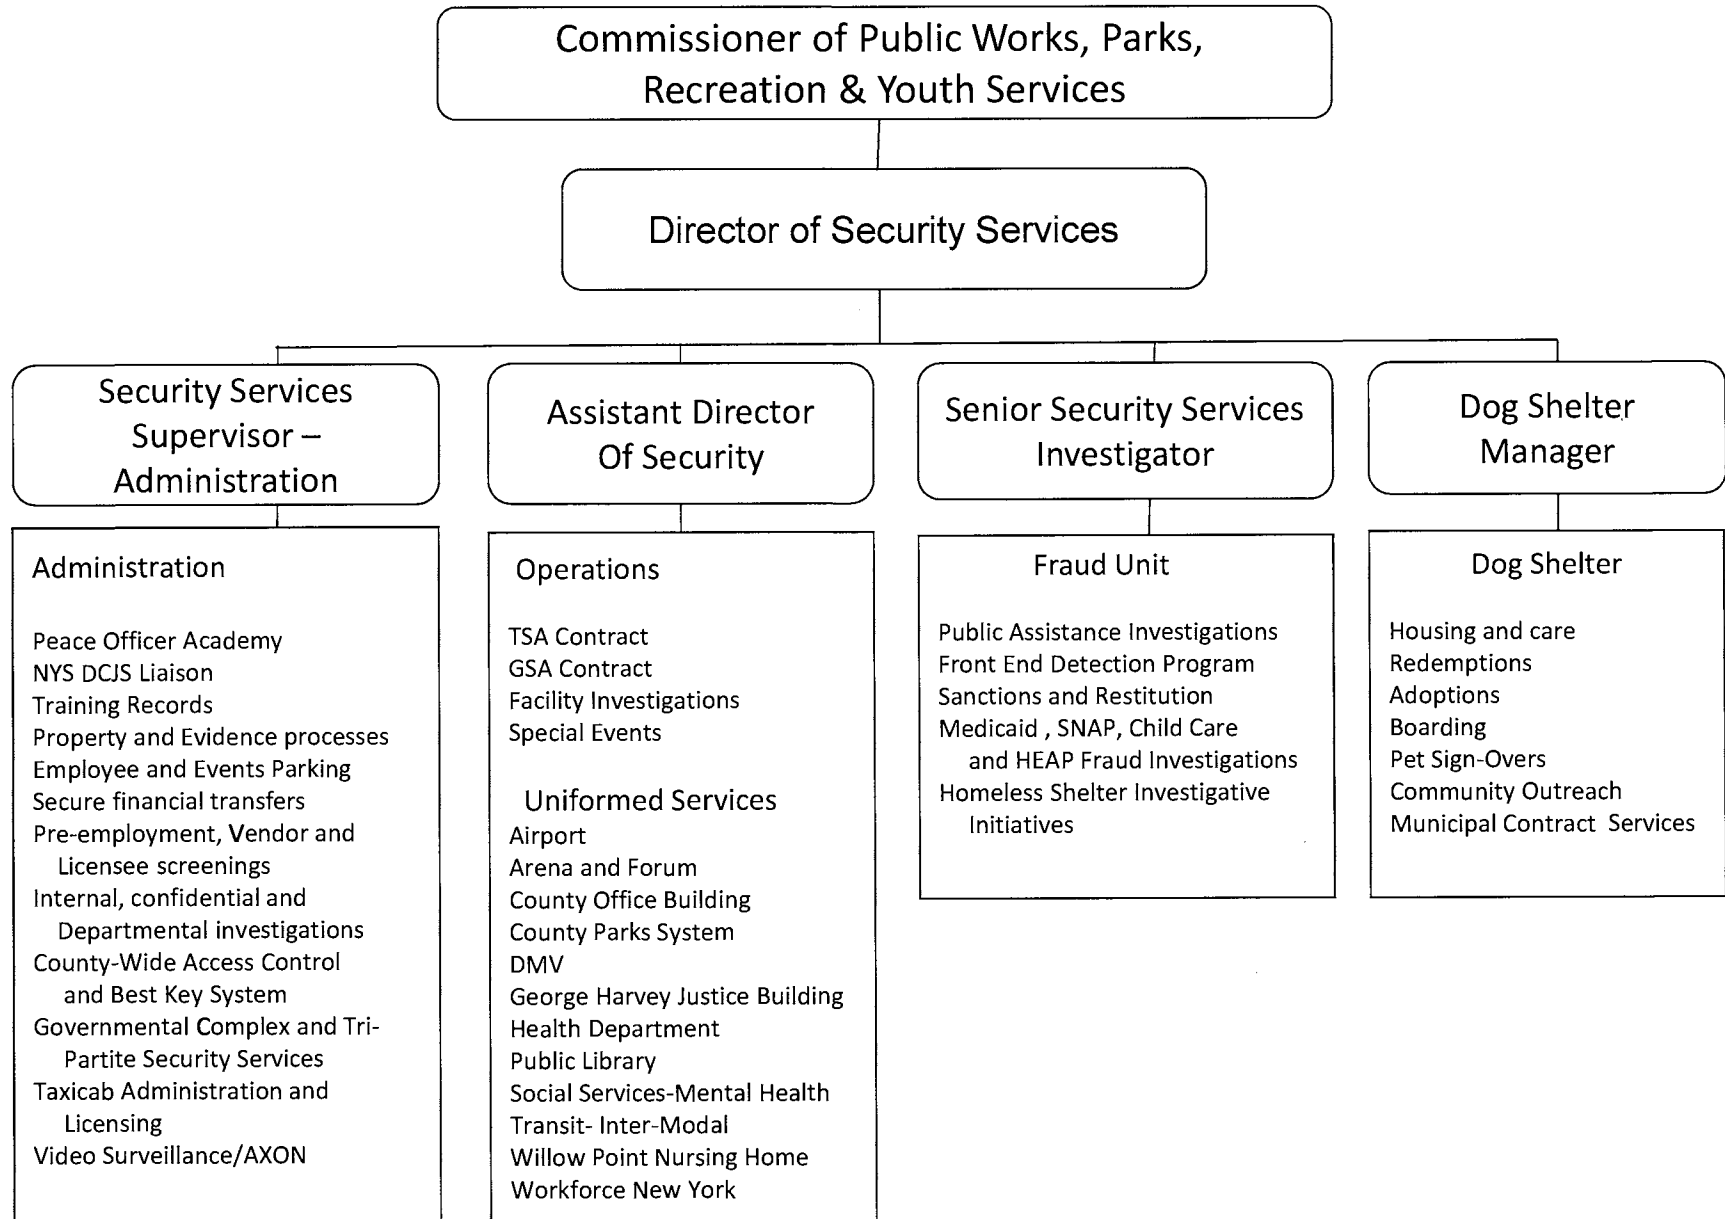 Commissioner of Public Works, Parks,
Recreation & Youth Services
Director of Security Services
Security Services
Supervisor –
Administration
Assistant Director
Of Security
Senior Security Services
Investigator
Dog Shelter
Manager
Administration
Peace Officer Academy
NYS DCJS Liaison
Training Records
Property and Evidence processes
Employee and Events Parking
Secure financial transfers
Pre-employment, Vendor and
Licensee screenings
Internal, confidential and
Departmental investigations
County-Wide Access Control
and Best Key System
Governmental Complex and Tri-
Partite Security Services
Taxicab Administration and
Licensing
Video Surveillance/AXON
Operations
TSA Contract
GSA Contract
Facility Investigations
Special Events
Uniformed Services
Airport
Arena and Forum
County Office Building
County Parks System
DMV
George Harvey Justice Building
Health Department
Public Library
Social Services-Mental Health
Transit- Inter-Modal
Willow Point Nursing Home
Workforce New York
Fraud Unit
Public Assistance Investigations
Front End Detection Program
Sanctions and Restitution
Medicaid , SNAP, Child Care
and HEAP Fraud Investigations
Homeless Shelter Investigative
Initiatives
Dog Shelter
Housing and care
Redemptions
Adoptions
Boarding
Pet Sign-Overs
Community Outreach
Municipal Contract Services